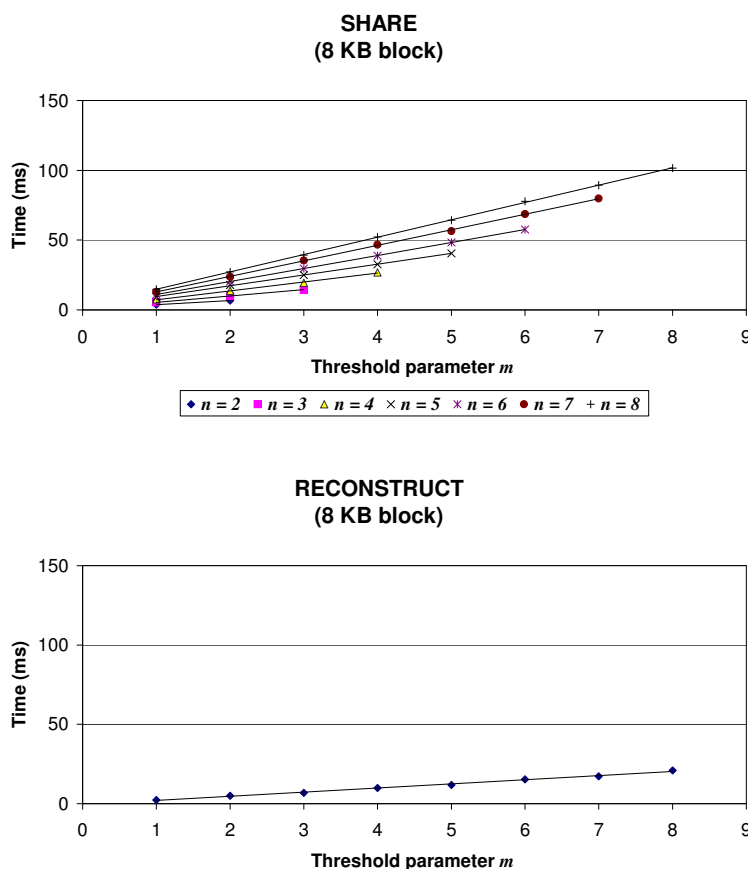 SHARE
(8 KB block)
150
100
50
0
Time (ms)
0 1 2 3 4 5 6 7 8 9
Threshold parameter m
n = 2 n = 3 n = 4 n = 5 n = 6 n = 7 n = 8
RECONSTRUCT
(8 KB block)
150
100
50
0
Time (ms)
0 1 2 3 4 5 6 7 8 9
Threshold parameter m